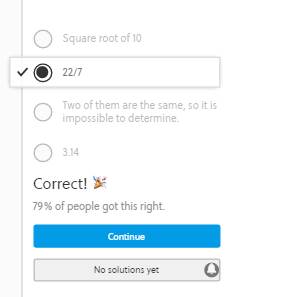 Square root of 10
22/7
Two of them are the same, so it is
impossible to determine.
3.14
Correct! 🎉
79% of people got this right.
Continue
No solutions yet